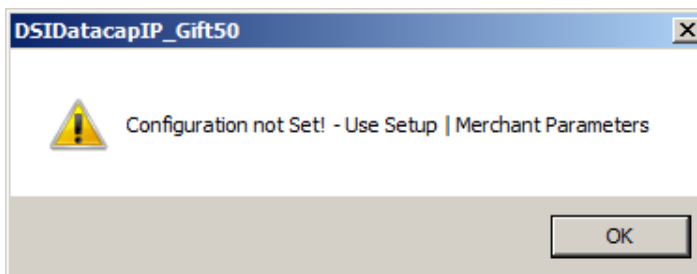 DSIDatacapIP_Gift50
Configuration not Set! - Use Setup | Merchant Parameters
OK